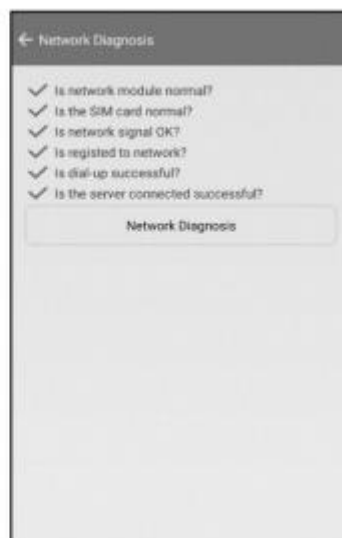 Network Diagnosis
Is network module normal?
Is the SIM card normal?
Is network signal OK?
Is registed to network?
Is dial-up successful?
Is the server connected successful?
Network Diagnosis